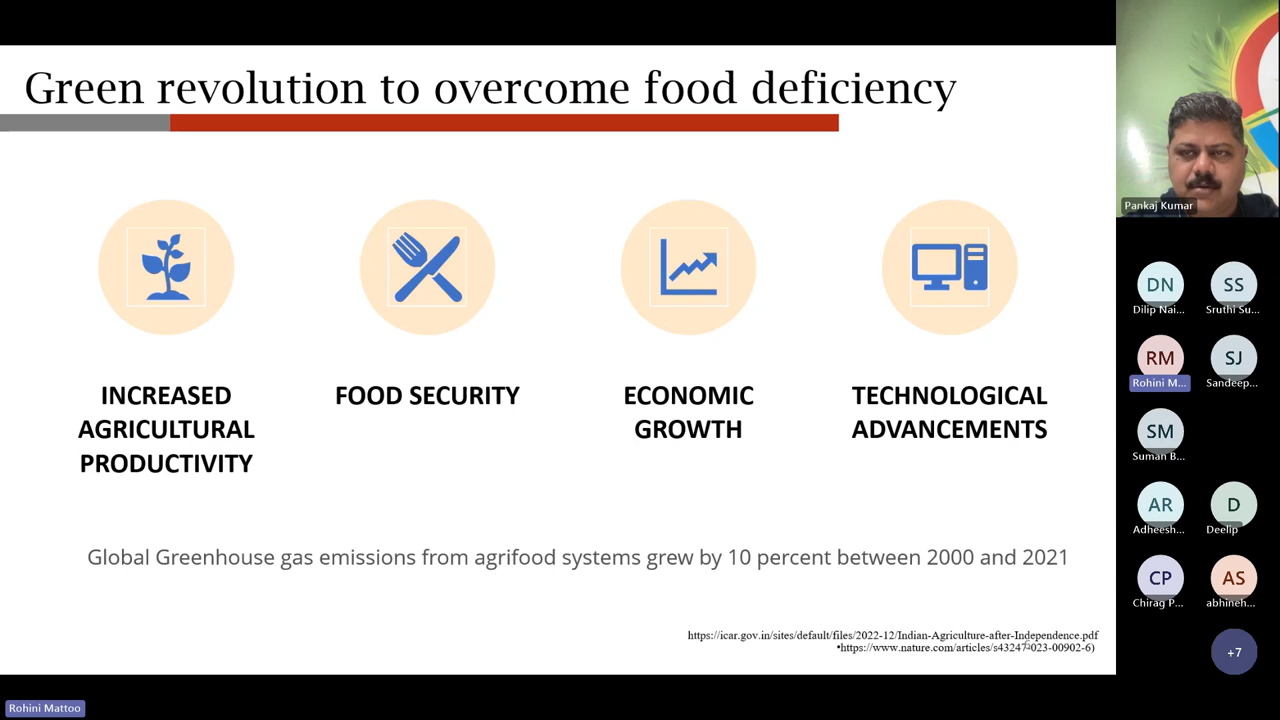 Green revolution to overcome food deficiency
INCREASED
AGRICULTURAL
PRODUCTIVITY
FOOD SECURITY
ECONOMIC
GROWTH
TECHNOLOGICAL
ADVANCEMENTS
Global Greenhouse gas emissions from agrifood systems grew by 10 percent between 2000 and 2021
https://icar.gov.in/sites/default/files/2022-12/Indian-Agriculture-after-Independence.pdf
•https://www.nature.com/articles/s43247-023-00902-6)
Pankaj Kumar
DN
Dilip Nai...
SS
Sruthi Su...
RM
Rohini M...
SJ
Sandeep...
SM
Suman B...
AR
Adheesh...
D
Deelip
CP
Chirag P...
AS
abhineh...
+7
Rohini Mattoo